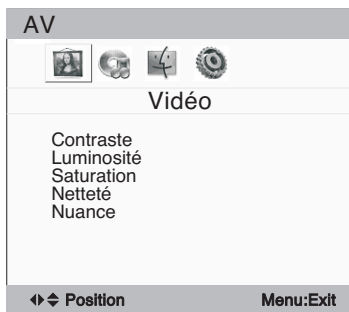 AV
Vidéo
Contraste
Luminosité
Saturation
Netteté
Nuance
Position Menu:Exit